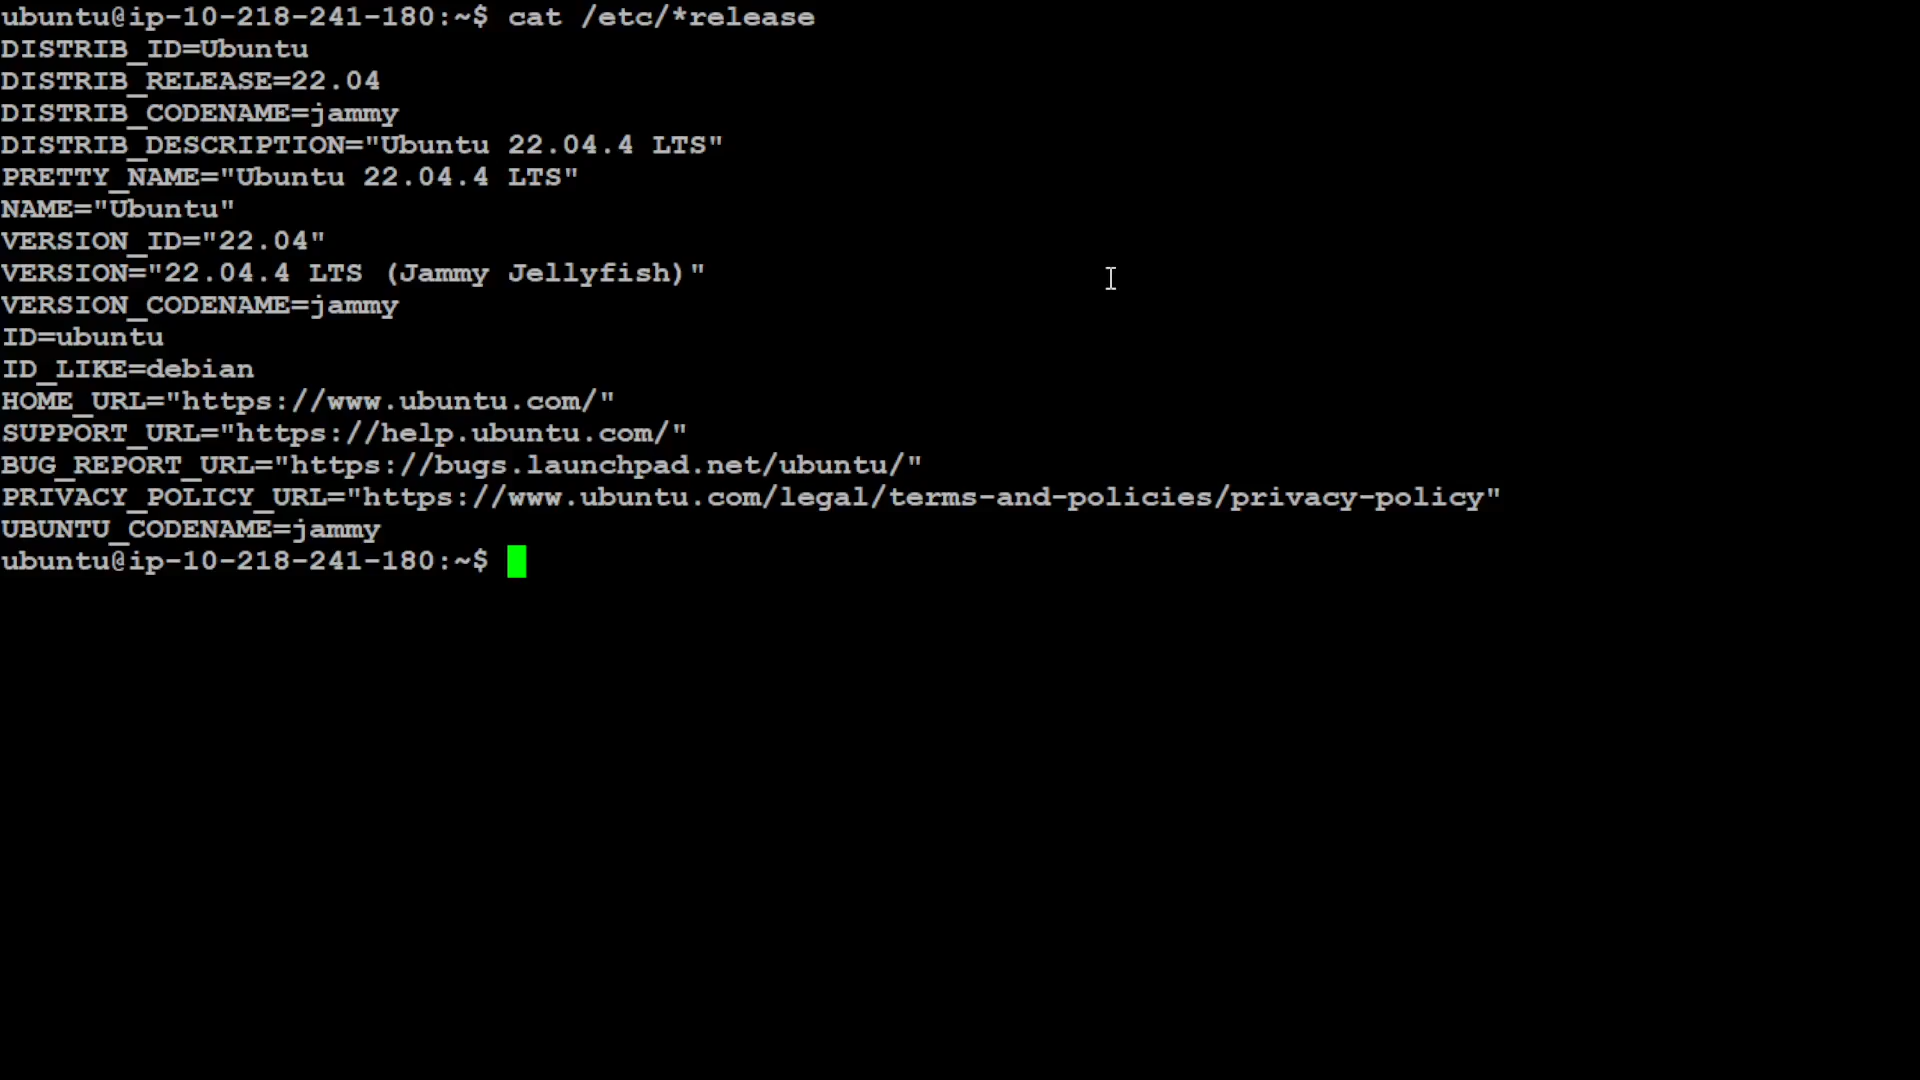 ubuntu@ip-10-218-241-180:~$ cat /etc/*release
DISTRIB_ID=Ubuntu
DISTRIB_RELEASE=22.04
DISTRIB_CODENAME=jammy
DISTRIB_DESCRIPTION="Ubuntu 22.04.4 LTS"
PRETTY_NAME="Ubuntu 22.04.4 LTS"
NAME="Ubuntu"
VERSION_ID="22.04"
VERSION="22.04.4 LTS (Jammy Jellyfish)"
VERSION_CODENAME=jammy
ID=ubuntu
ID_LIKE=debian
HOME_URL="https://www.ubuntu.com/"
SUPPORT_URL="https://help.ubuntu.com/"
BUG_REPORT_URL="https://bugs.launchpad.net/ubuntu/"
PRIVACY_POLICY_URL="https://www.ubuntu.com/legal/terms-and-policies/privacy-policy"
UBUNTU_CODENAME=jammy
ubuntu@ip-10-218-241-180:~$